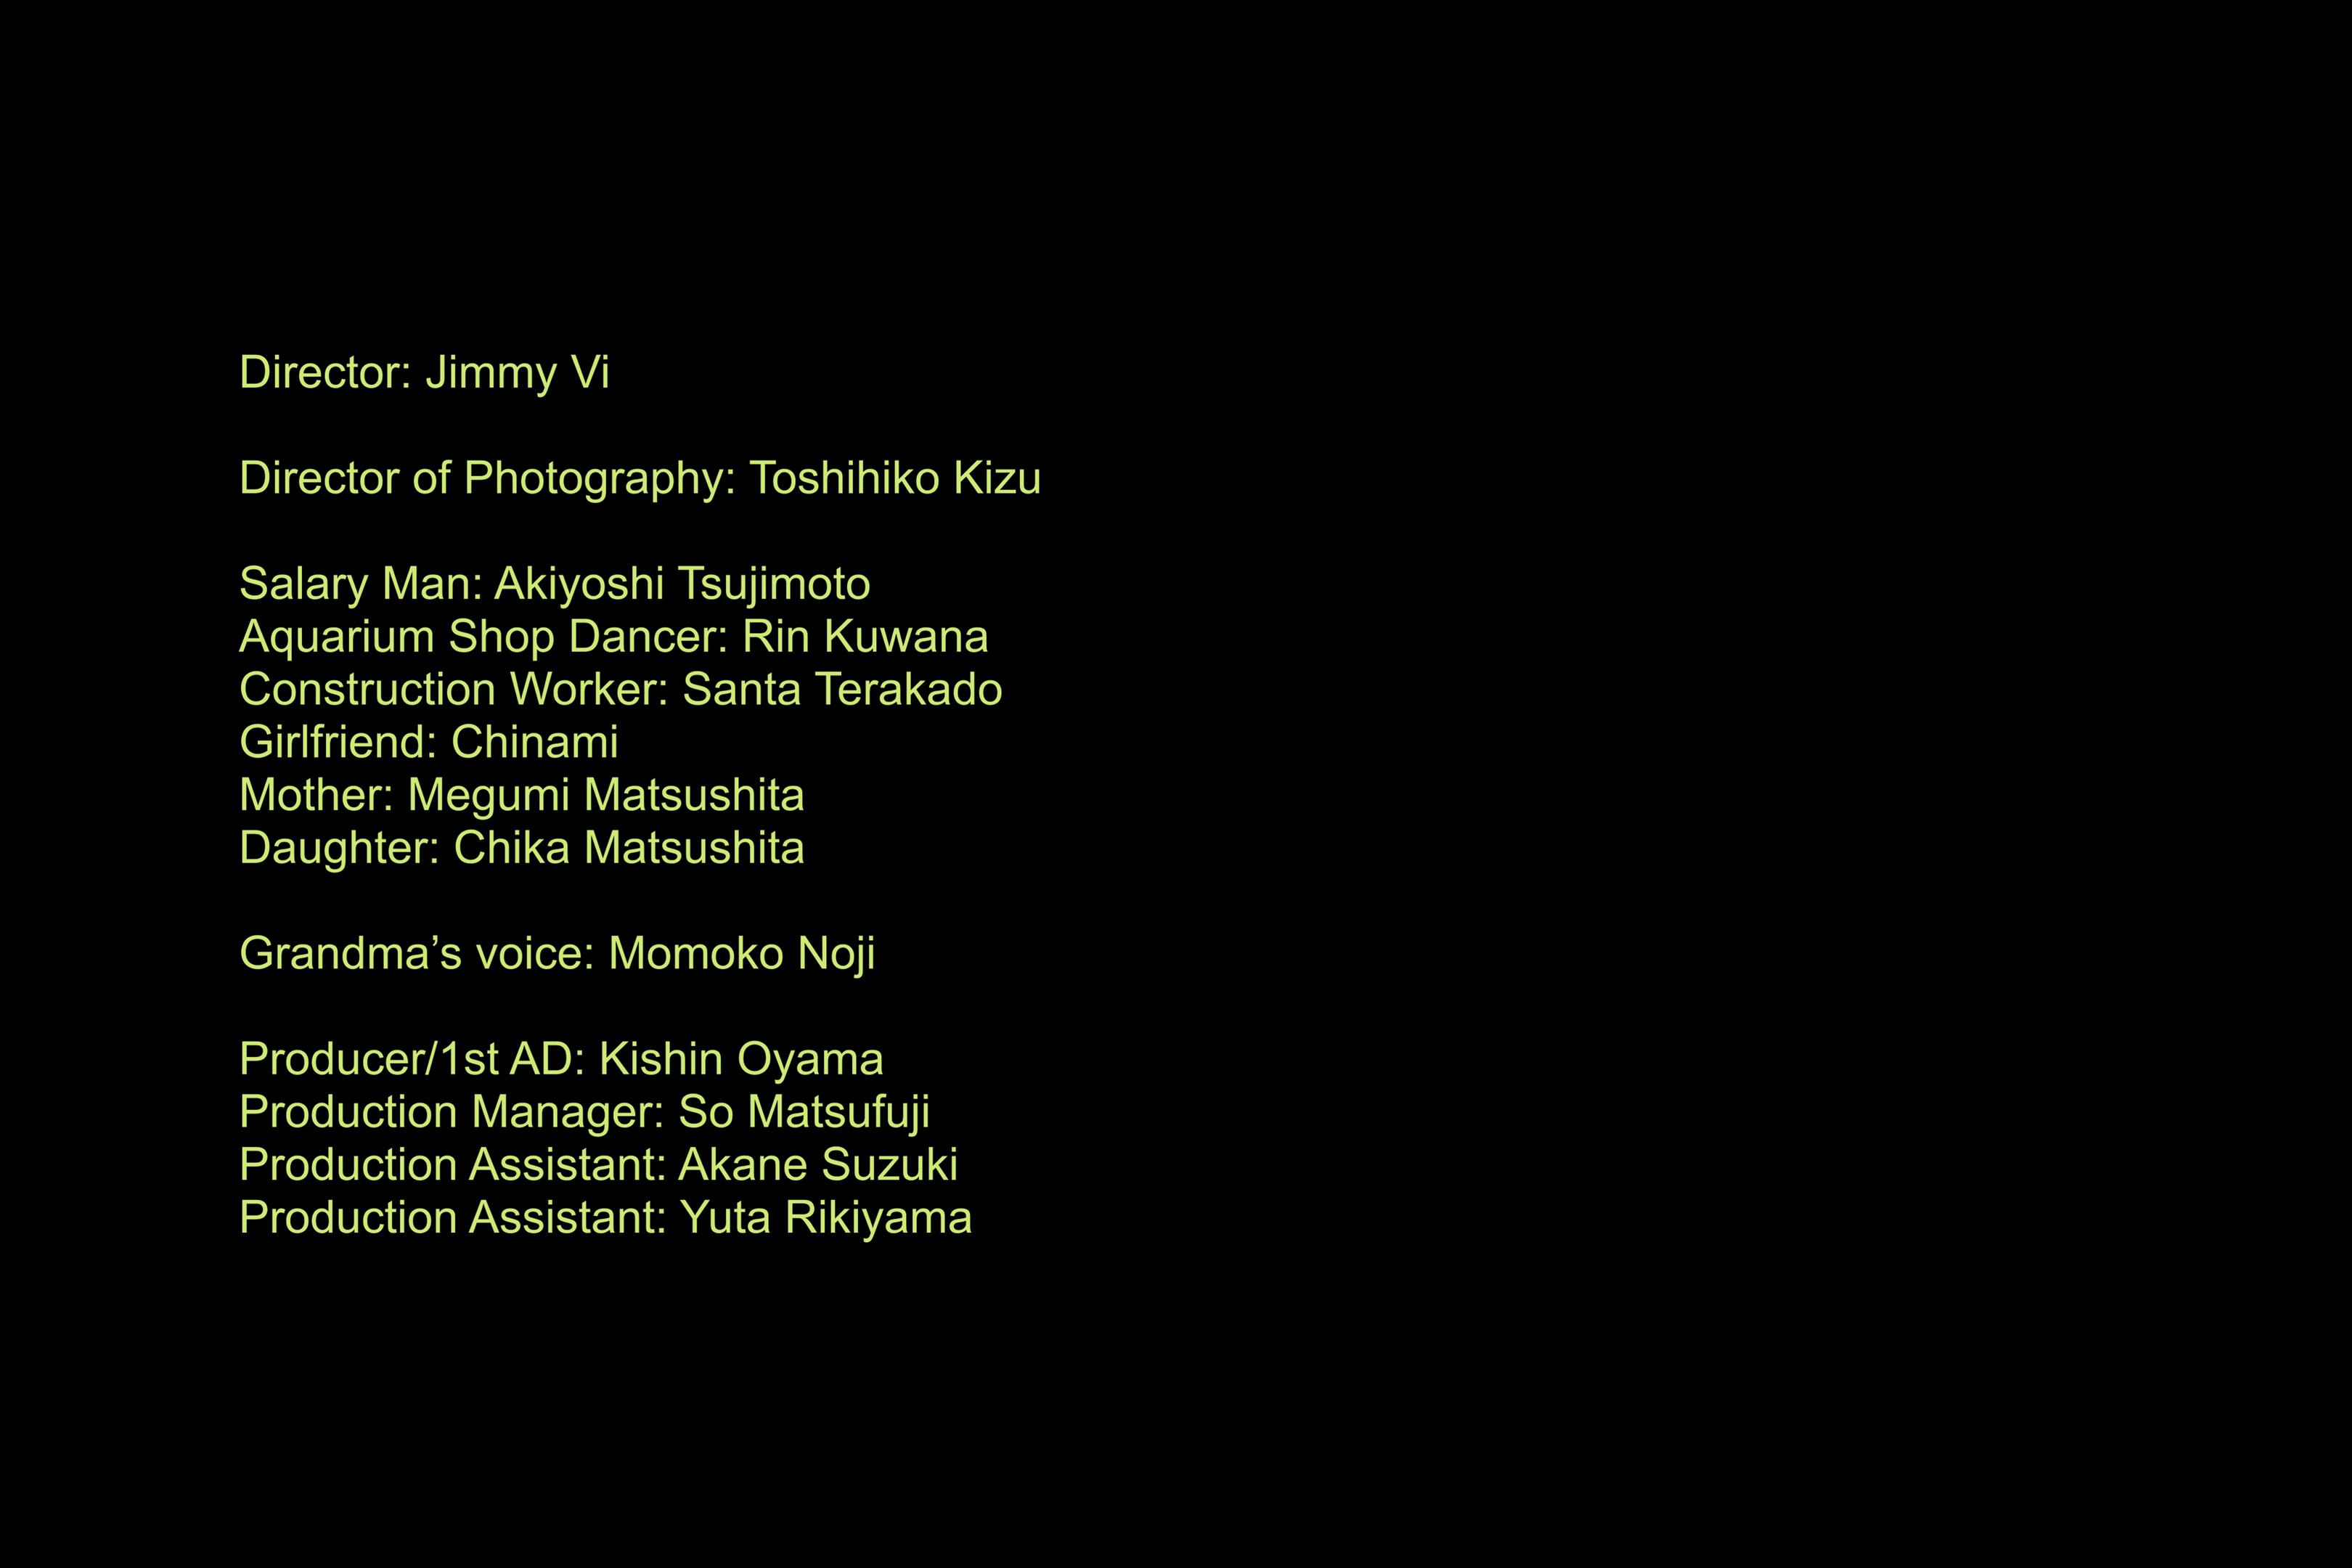 Director: Jimmy Vi
Director of Photography: Toshihiko Kizu
Salary Man: Akiyoshi Tsujimoto
Aquarium Shop Dancer: Rin Kuwana
Construction Worker: Santa Terakado
Girlfriend: Chinami
Mother: Megumi Matsushita
Daughter: Chika Matsushita
Grandma’s voice: Momoko Noji
Producer/1st AD: Kishin Oyama
Production Manager: So Matsufuji
Production Assistant: Akane Suzuki
Production Assistant: Yuta Rikiyama